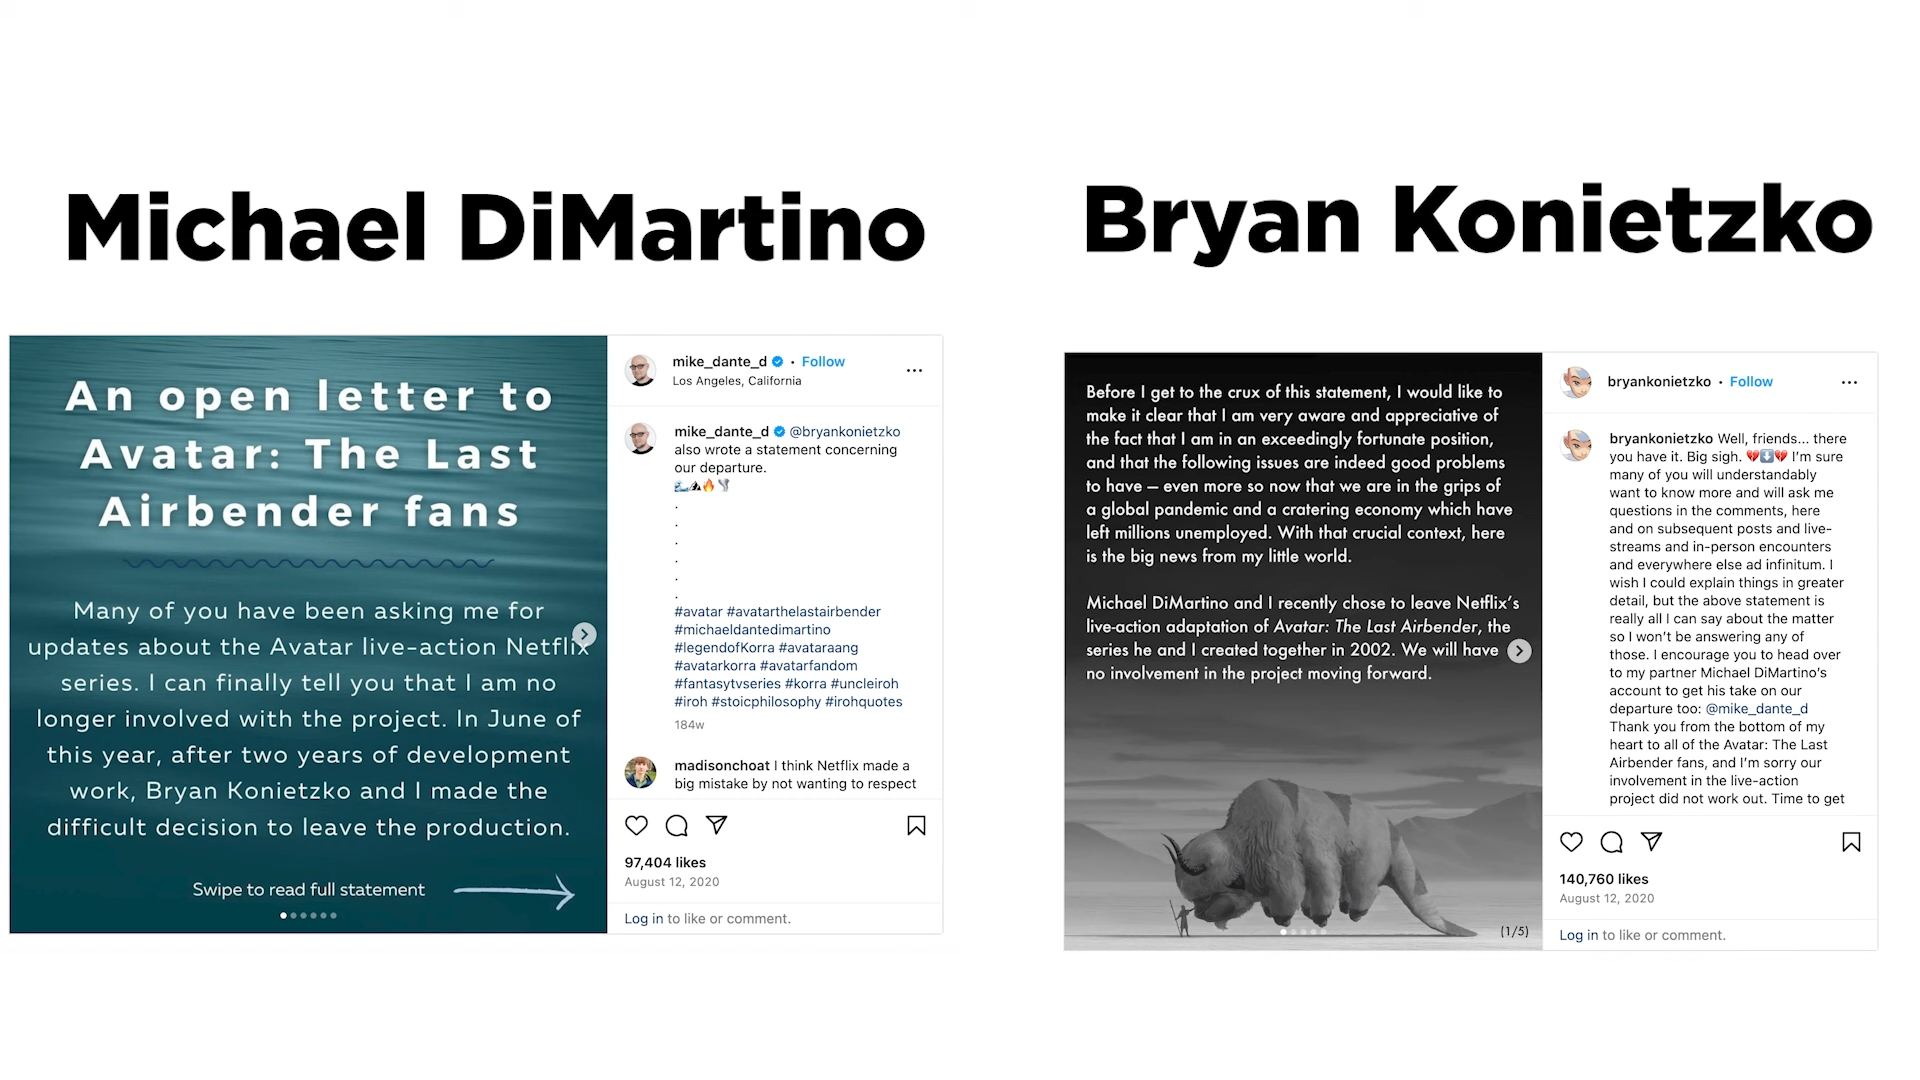 Michael DiMartino
An open letter to
Avatar: The Last
Airbender fans
Many of you have been asking me for
updates about the Avatar live-action Netflix
series. I can finally tell you that I am no
longer involved with the project. In June of
this year, after two years of development
work, Bryan Konietzko and I made the
difficult decision to leave the production.
Swipe to read full statement
mike_dante_d • Follow
Los Angeles, California
mike_dante_d @bryankonietzko
also wrote a statement concerning
our departure.
🌊⛰🔥🌪
.
.
.
.
.
.
#avatar #avatarthelastairbender
#michaeldantedimartino
#legendofKorra #avataraang
#avatarkorra #avatarfandom
#fantasytvseries #korra #uncleiroh
#iroh #stoicphilosophy #irohquotes
184w
madisonchoat I think Netflix made a
big mistake by not wanting to respect
97,404 likes
August 12, 2020
Log in to like or comment.
Bryan Konietzko
Before I get to the crux of this statement, I would like to
make it clear that I am very aware and appreciative of
the fact that I am in an exceedingly fortunate position,
and that the following issues are indeed good problems
to have — even more so now that we are in the grips of
a global pandemic and a cratering economy which have
left millions unemployed. With that crucial context, here
is the big news from my little world.
Michael DiMartino and I recently chose to leave Netflix's
live-action adaptation of Avatar: The Last Airbender, the
series he and I created together in 2002. We will have
no involvement in the project moving forward.
(1/5)
bryankonietzko • Follow
bryankonietzko Well, friends... there
you have it. Big sigh. 💔⬇️💔 I'm sure
many of you will understandably
want to know more and will ask me
questions in the comments, here
and on subsequent posts and live-
streams and in-person encounters
and everywhere else ad infinitum. I
wish I could explain things in greater
detail, but the above statement is
really all I can say about the matter
so I won't be answering any of
those. I encourage you to head over
to my partner Michael DiMartino's
account to get his take on our
departure too: @mike_dante_d
Thank you from the bottom of my
heart to all of the Avatar: The Last
Airbender fans, and I'm sorry our
involvement in the live-action
project did not work out. Time to get
140,760 likes
August 12, 2020
Log in to like or comment.